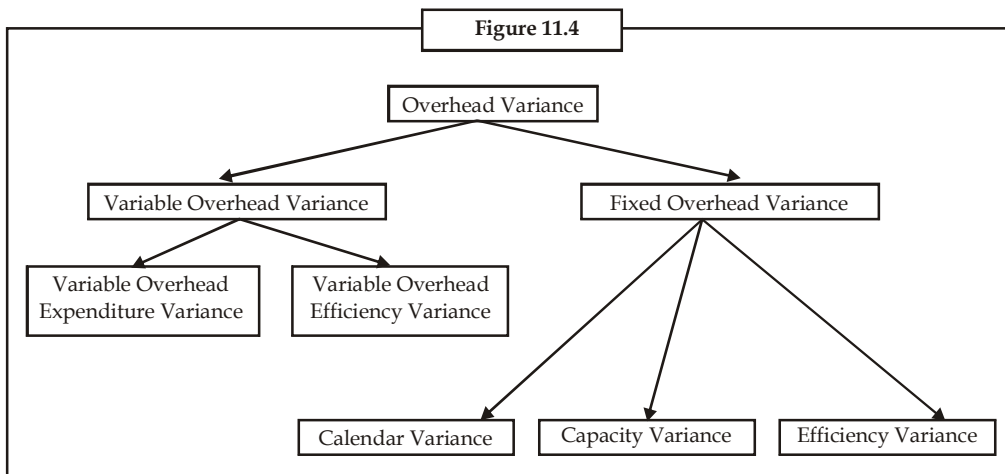 Figure 11.4
Overhead Variance
Variable Overhead Variance
Fixed Overhead Variance
Variable Overhead
Expenditure Variance
Variable Overhead
Efficiency Variance
Calendar Variance
Capacity Variance
Efficiency Variance